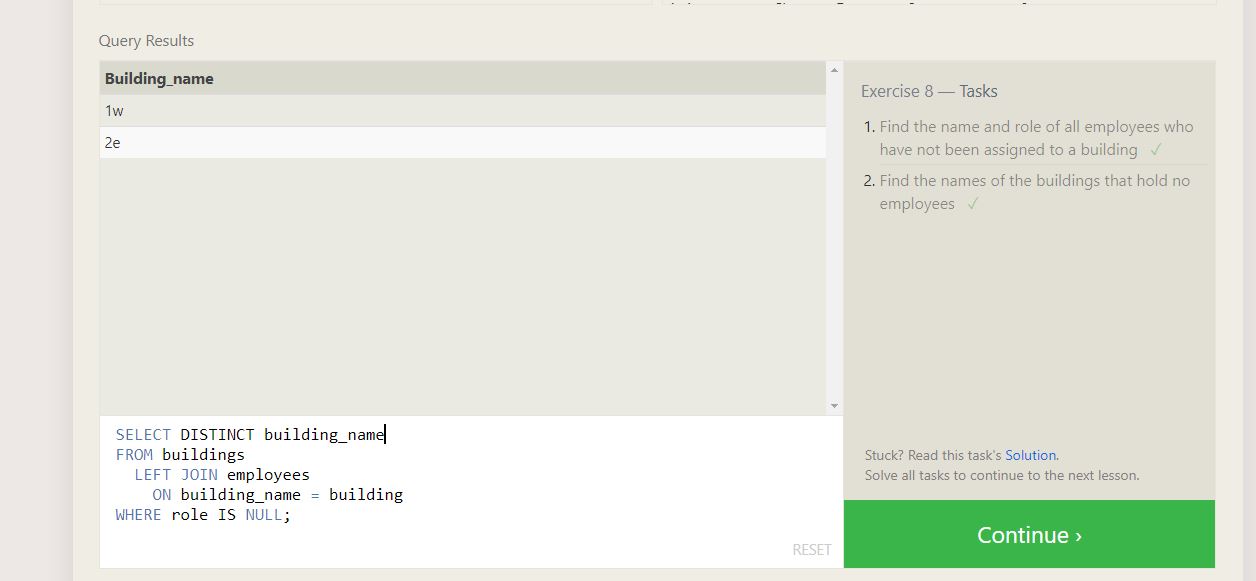 Query Results
Building_name
1w
2e
SELECT DISTINCT building_name
FROM buildings
LEFT JOIN employees
ON building_name = building
WHERE role IS NULL;
RESET
Exercise 8 — Tasks
1. Find the name and role of all employees who
have not been assigned to a building ✓
2. Find the names of the buildings that hold no
employees ✓
Stuck? Read this task's Solution.
Solve all tasks to continue to the next lesson.
Continue ›